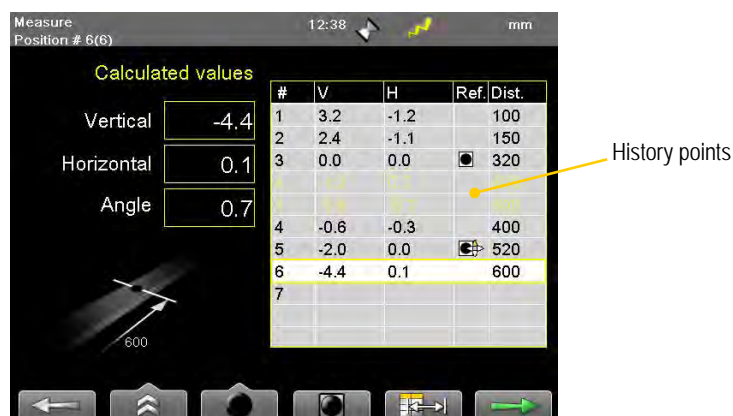 Measure 12:38 mm
Position # 6(6)
Calculated values
# V H Ref. Dist.
Vertical -4.4
Horizontal 0.1
Angle 0.7
1 3.2 -1.2 100
2 2.4 -1.1 150
3 0.0 0.0 320
4 -0.6 -0.3 400
5 -2.0 0.0 520
6 -4.4 0.1 600
7
History points
600